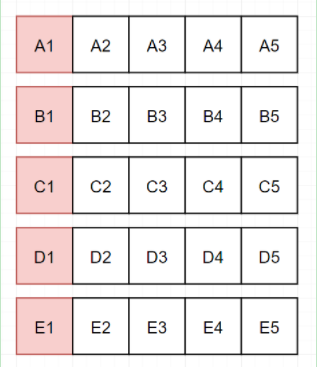 A1 A2 A3 A4 A5
B1 B2 B3 B4 B5
C1 C2 C3 C4 C5
D1 D2 D3 D4 D5
E1 E2 E3 E4 E5